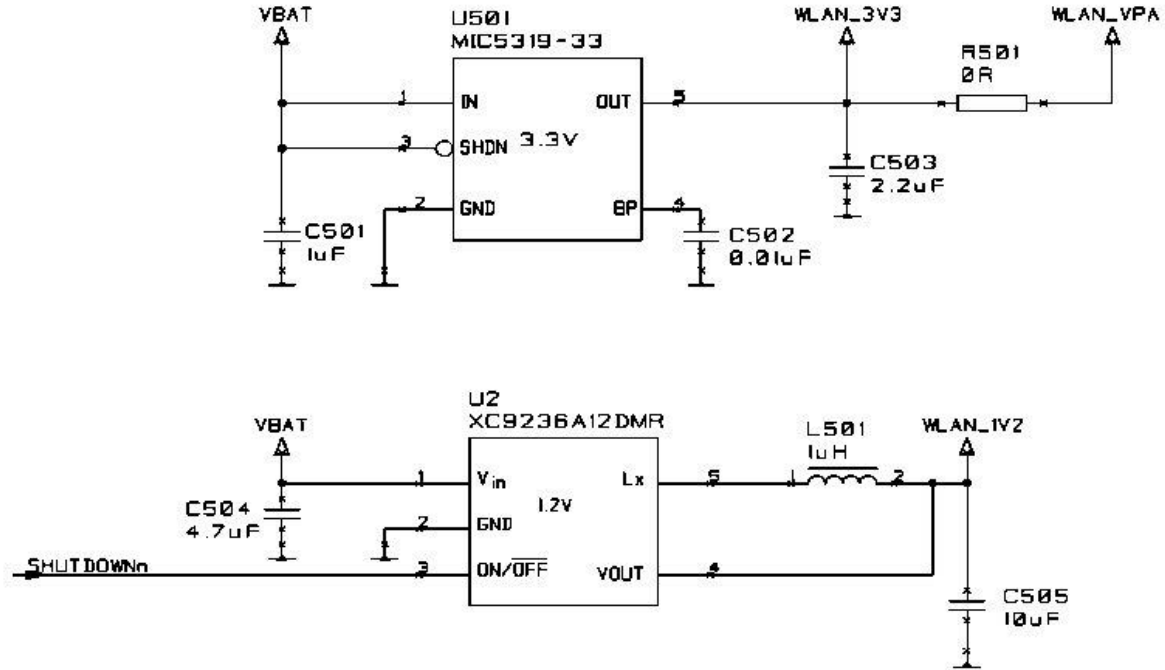 VBAT
U501
MIC5319-33
WLAN_3V3
WLAN_VPA
R501
0R
1
IN
OUT
5
3
SHDN
3.3V
C503
2.2uF
2
GND
BP
4
C501
1uF
C502
0.01uF
U2
XC9236A12DMR
VBAT
L501
1uH
WLAN_1V2
1
Vin
Lx
5
1
2
C504
4.7uF
1.2V
2
GND
SHUTDOWNn
3
ON/OFF
VOUT
4
C505
10uF